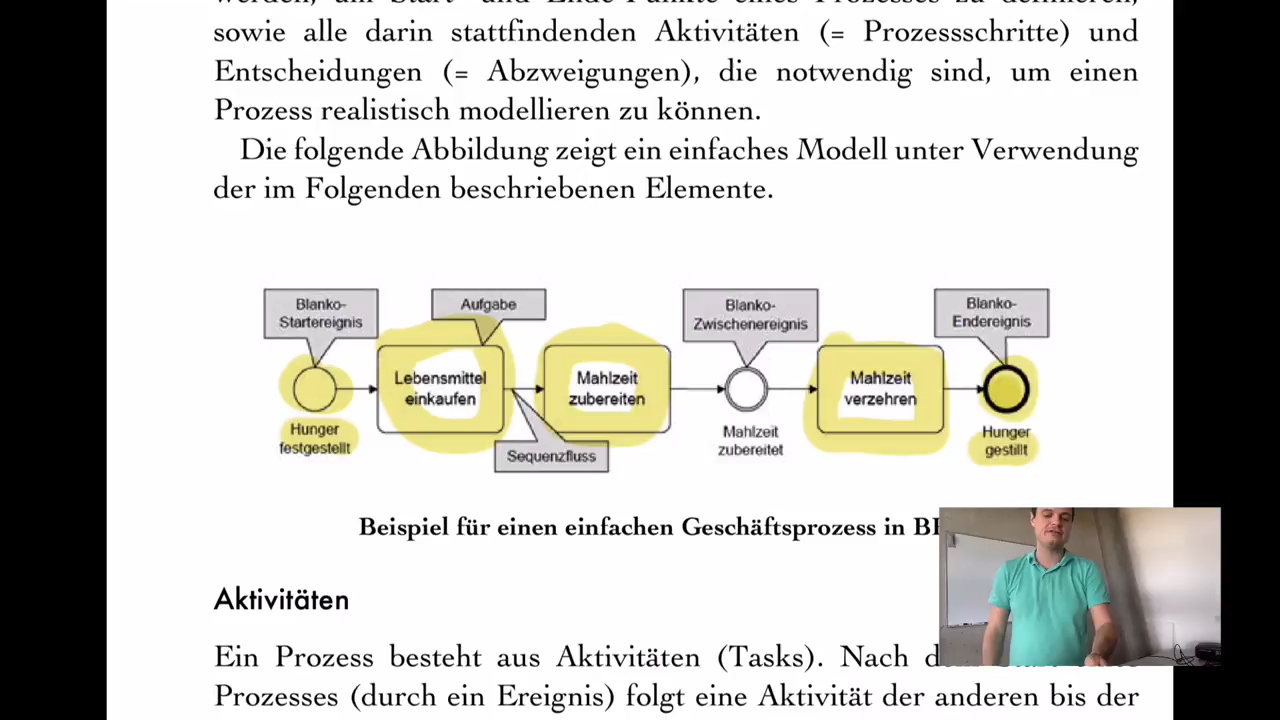 sowie alle darin stattfindenden Aktivitäten (= Prozessschritte) und
Entscheidungen (= Abzweigungen), die notwendig sind, um einen
Prozess realistisch modellieren zu können.
Die folgende Abbildung zeigt ein einfaches Modell unter Verwendung
der im Folgenden beschriebenen Elemente.
Blanko-
Startereignis
Aufgabe
Blanko-
Zwischenereignis
Blanko-
Endereignis
Lebensmittel
einkaufen
Mahlzeit
zubereiten
Mahlzeit
verzehren
Hunger
festgestellt
Sequenzfluss
Mahlzeit
zubereitet
Hunger
gestillt
Beispiel für einen einfachen Geschäftsprozess in
Aktivitäten
Ein Prozess besteht aus Aktivitäten (Tasks). Nach
Prozesses (durch ein Ereignis) folgt eine Aktivität der anderen bis der